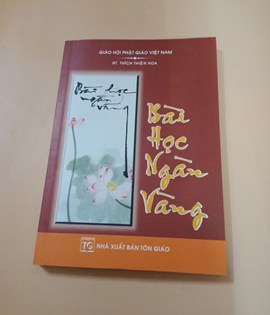 GIÁO HỘI PHẬT GIÁO VIỆT NAM
HT. THÍCH THIỆN HOA
Bài học
ngàn
vàng
Bài
Học
Ngàn
Vàng
TG
NHÀ XUẤT BẢN TÔN GIÁO